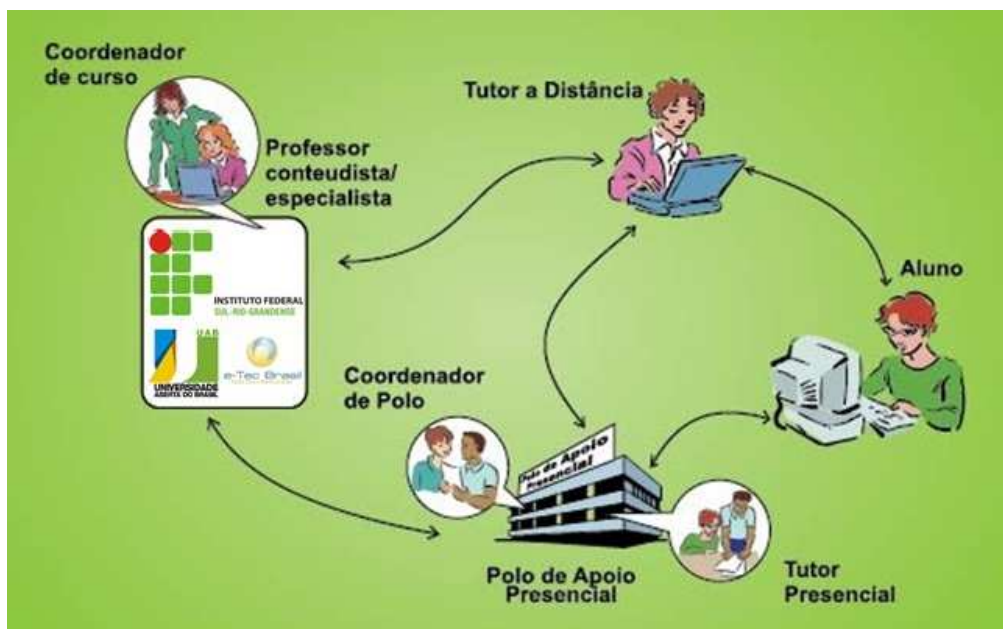 Coordenador
de curso
Professor
conteudista/
especialista
Tutor a Distância
Aluno
INSTITUTO FEDERAL
SUL-RIO-GRANDENSE
UAB
UNIVERSIDADE
ABERTA DO BRASIL
e-Tec Brasil
Coordenador
de Polo
Polo de Apoio
Presencial
Polo de Apoio
Presencial
Tutor
Presencial